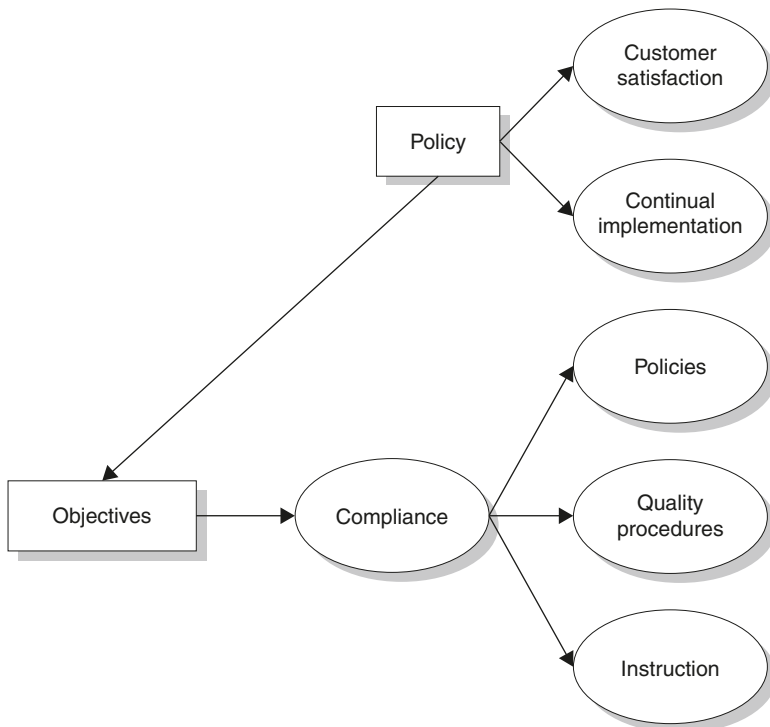 Customer
satisfaction
Policy
Continual
implementation
Policies
Objectives
Compliance
Quality
procedures
Instruction